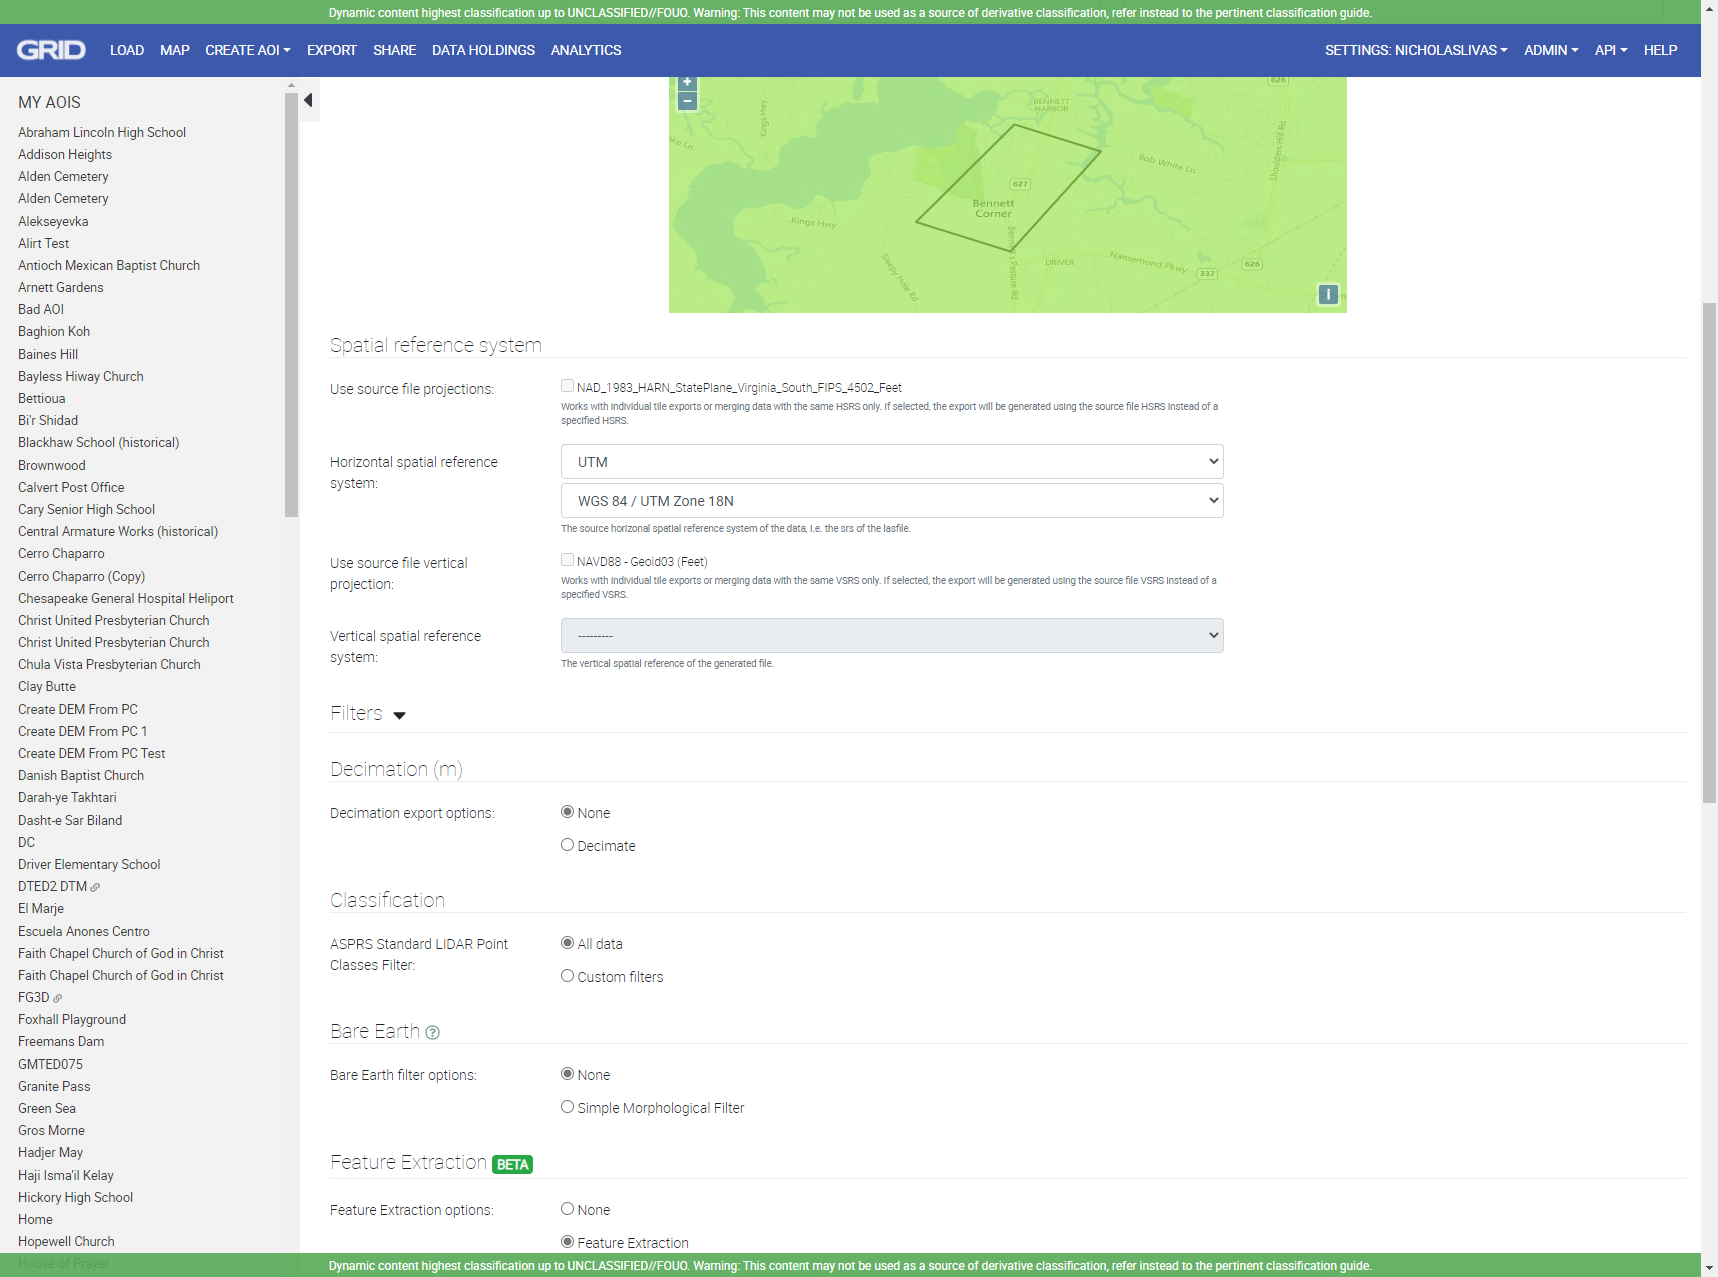 Dynamic content highest classification up to UNCLASSIFIED//FOUO. Warning: This content may not be used as a source of derivative classification, refer instead to the pertinent classification guide.
GRID LOAD MAP CREATE AOI EXPORT SHARE DATA HOLDINGS ANALYTICS SETTINGS: NICHOLASLIVAS ADMIN API HELP
MY AOIS
Abraham Lincoln High School
Addison Heights
Alden Cemetery
Alden Cemetery
Alekseyevka
Alirt Test
Antioch Mexican Baptist Church
Arnett Gardens
Bad AOI
Baghion Koh
Baines Hill
Bayless Hiway Church
Bettioua
Bi'r Shidad
Blackhaw School (historical)
Brownwood
Calvert Post Office
Cary Senior High School
Central Armature Works (historical)
Cerro Chaparro
Cerro Chaparro (Copy)
Chesapeake General Hospital Heliport
Christ United Presbyterian Church
Christ United Presbyterian Church
Chula Vista Presbyterian Church
Clay Butte
Create DEM From PC
Create DEM From PC 1
Create DEM From PC Test
Danish Baptist Church
Darah-ye Takhtari
Dasht-e Sar Biland
DC
Driver Elementary School
DTED2 DTM
El Marje
Escuela Anones Centro
Faith Chapel Church of God in Christ
Faith Chapel Church of God in Christ
FG3D
Foxhall Playground
Freemans Dam
GMTED075
Granite Pass
Green Sea
Gros Morne
Hadjer May
Haji Isma'il Kelay
Hickory High School
Home
Hopewell Church
House of Prayer
+
−
626
BENNETT
HARBOR
Kings Hwy
ke Ln
Shoulders Hill Rd
Bob White Ln
627
Bennett
Corner
Kings Hwy
Bennett's Pasture Rd
Sleepy Hole Rd
DRIVER
Nansemond Pkwy
337
626
i
Spatial reference system
Use source file projections:
NAD_1983_HARN_StatePlane_Virginia_South_FIPS_4502_Feet
Works with individual tile exports or merging data with the same HSRS only. If selected, the export will be generated using the source file HSRS instead of a
specified HSRS.
Horizontal spatial reference
system:
UTM
WGS 84 / UTM Zone 18N
The source horizonal spatial reference system of the data, i.e. the srs of the lasfile.
Use source file vertical
projection:
NAVD88 - Geoid03 (Feet)
Works with individual tile exports or merging data with the same VSRS only. If selected, the export will be generated using the source file VSRS instead of a
specified VSRS.
Vertical spatial reference
system:
---------
The vertical spatial reference of the generated file.
Filters
Decimation (m)
Decimation export options:
None
Decimate
Classification
ASPRS Standard LIDAR Point
Classes Filter:
All data
Custom filters
Bare Earth ?
Bare Earth filter options:
None
Simple Morphological Filter
Feature Extraction BETA
Feature Extraction options:
None
Feature Extraction
Dynamic content highest classification up to UNCLASSIFIED//FOUO. Warning: This content may not be used as a source of derivative classification, refer instead to the pertinent classification guide.